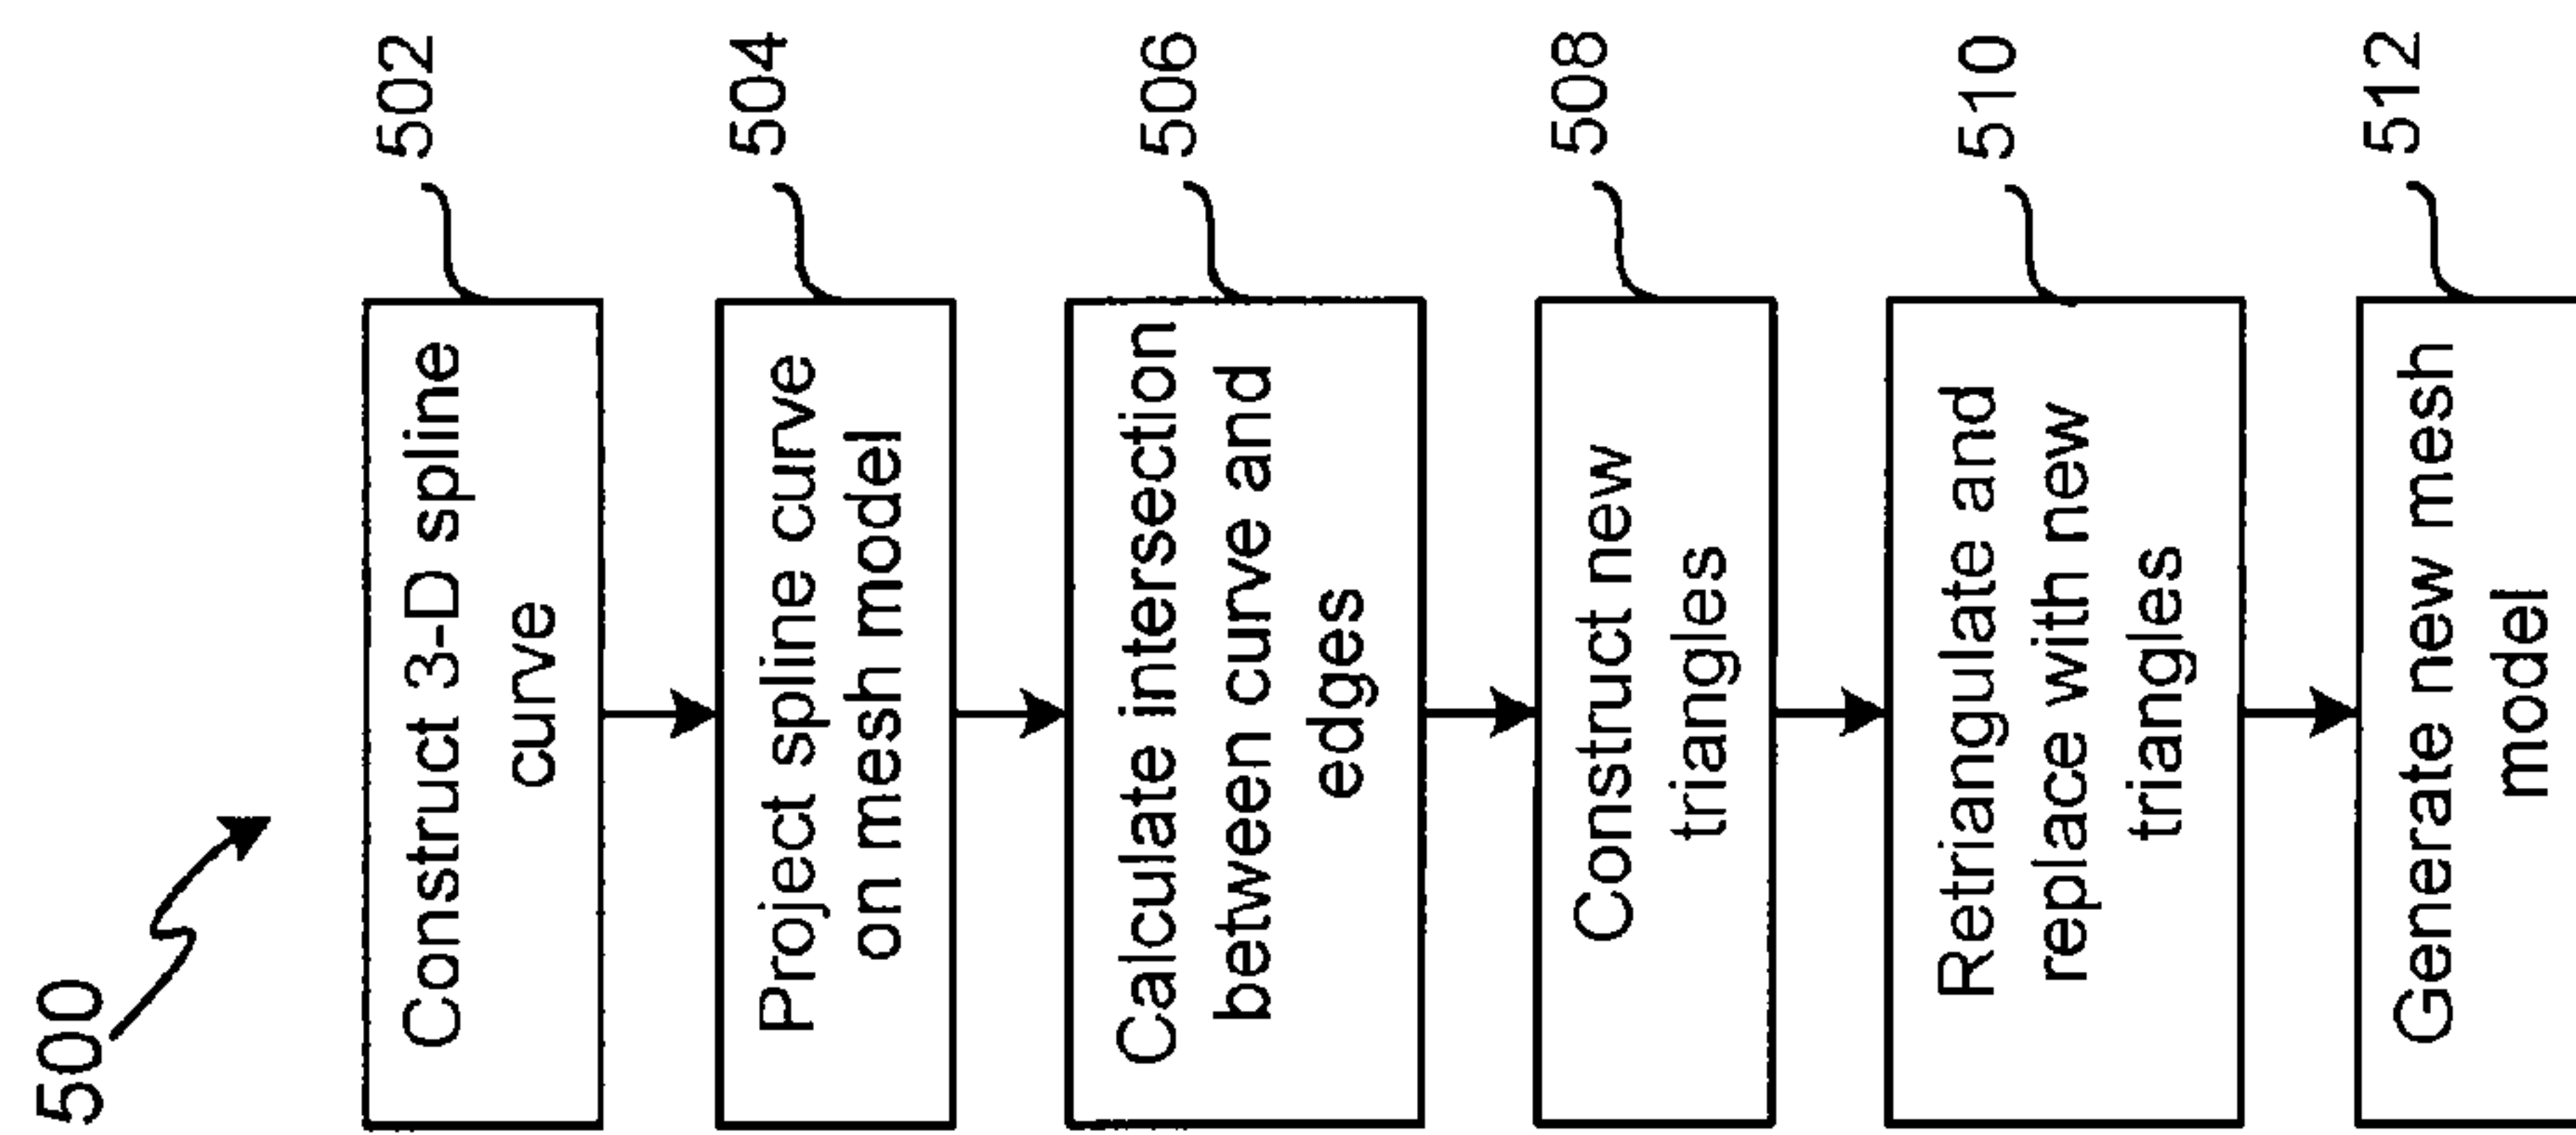 500
Construct 3-D spline
curve
502
Project spline curve
on mesh model
504
Calculate intersection
between curve and
edges
506
Construct new
triangles
508
Retriangulate and
replace with new
triangles
510
Generate new mesh
model
512